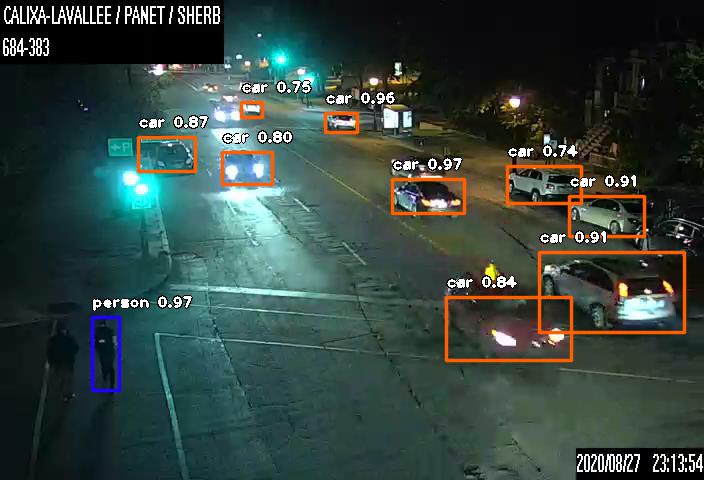 CALIXA-LAVALLEE / PANET / SHERB
684-383
car 0.75
car 0.96
car 0.87
car 0.80
car 0.97
car 0.74
car 0.91
car 0.91
car 0.84
person 0.97
2020/08/27 23:13:54